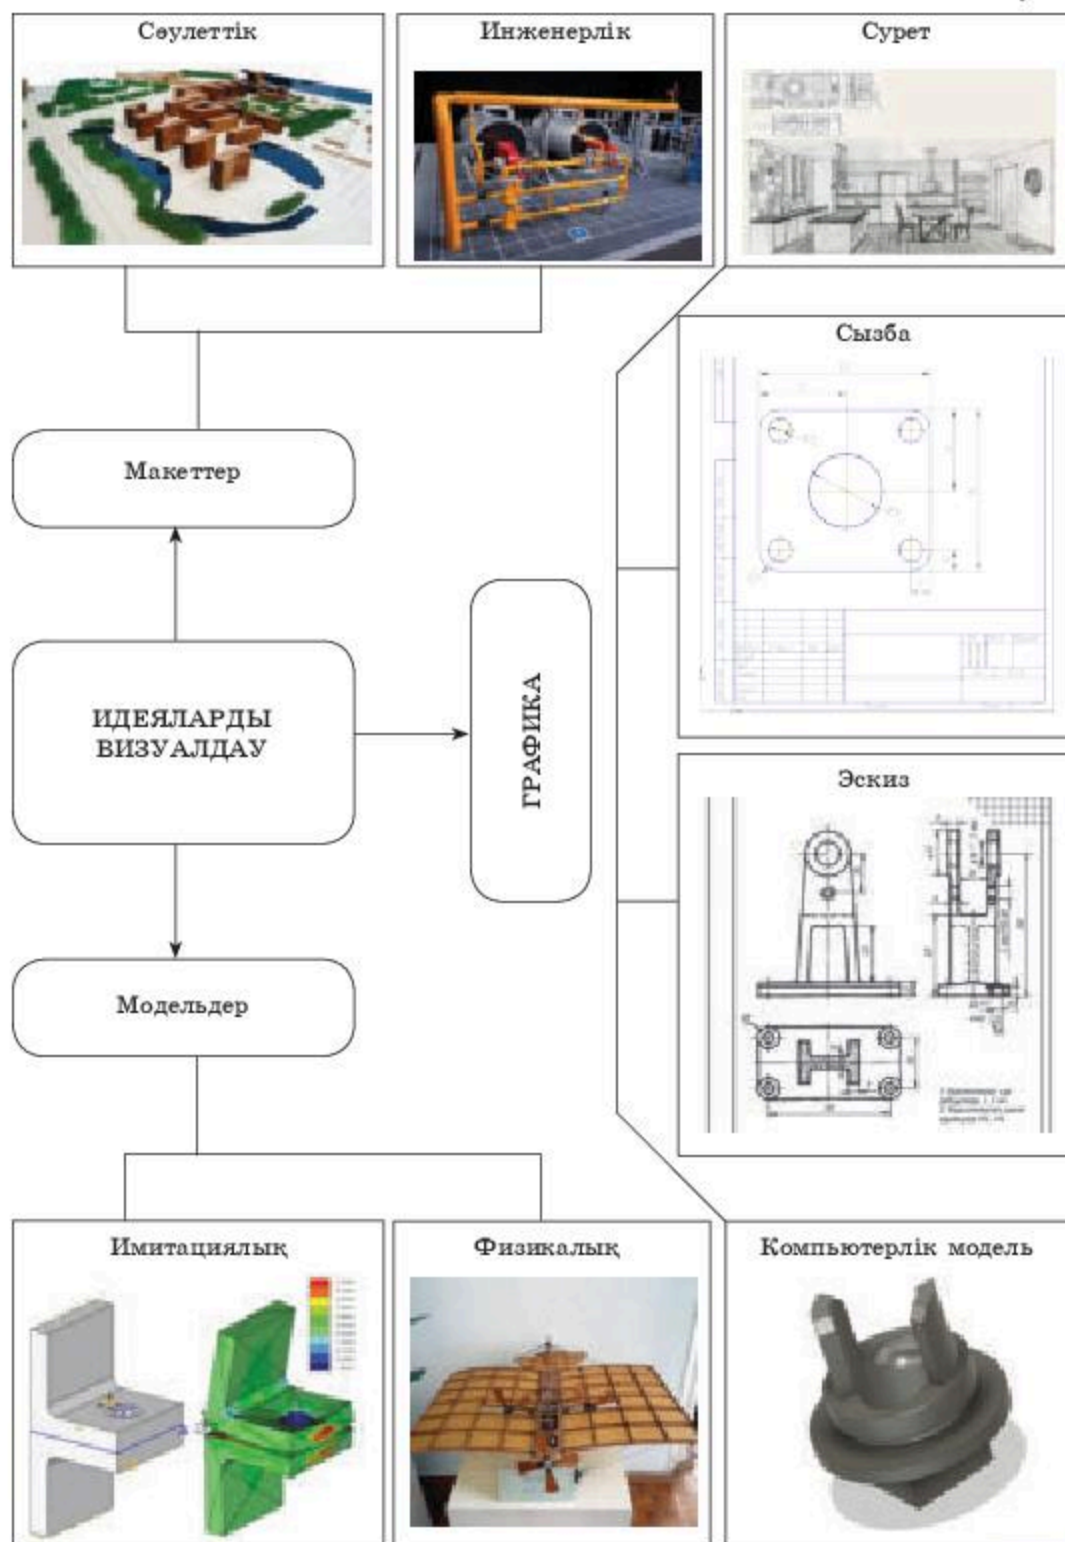 Сәулеттік
Инженерлік
Сурет
Сызба
Макеттер
ИДЕЯЛАРДЫ
ВИЗУАЛДАУ
ГРАФИКА
Эскиз
Модельдер
Имитациялық
Физикалық
Компьютерлік модель